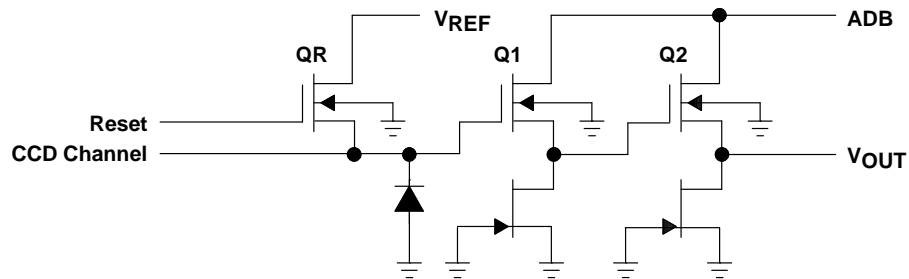 VREF
ADB
QR
Q1
Q2
Reset
CCD Channel
VOUT